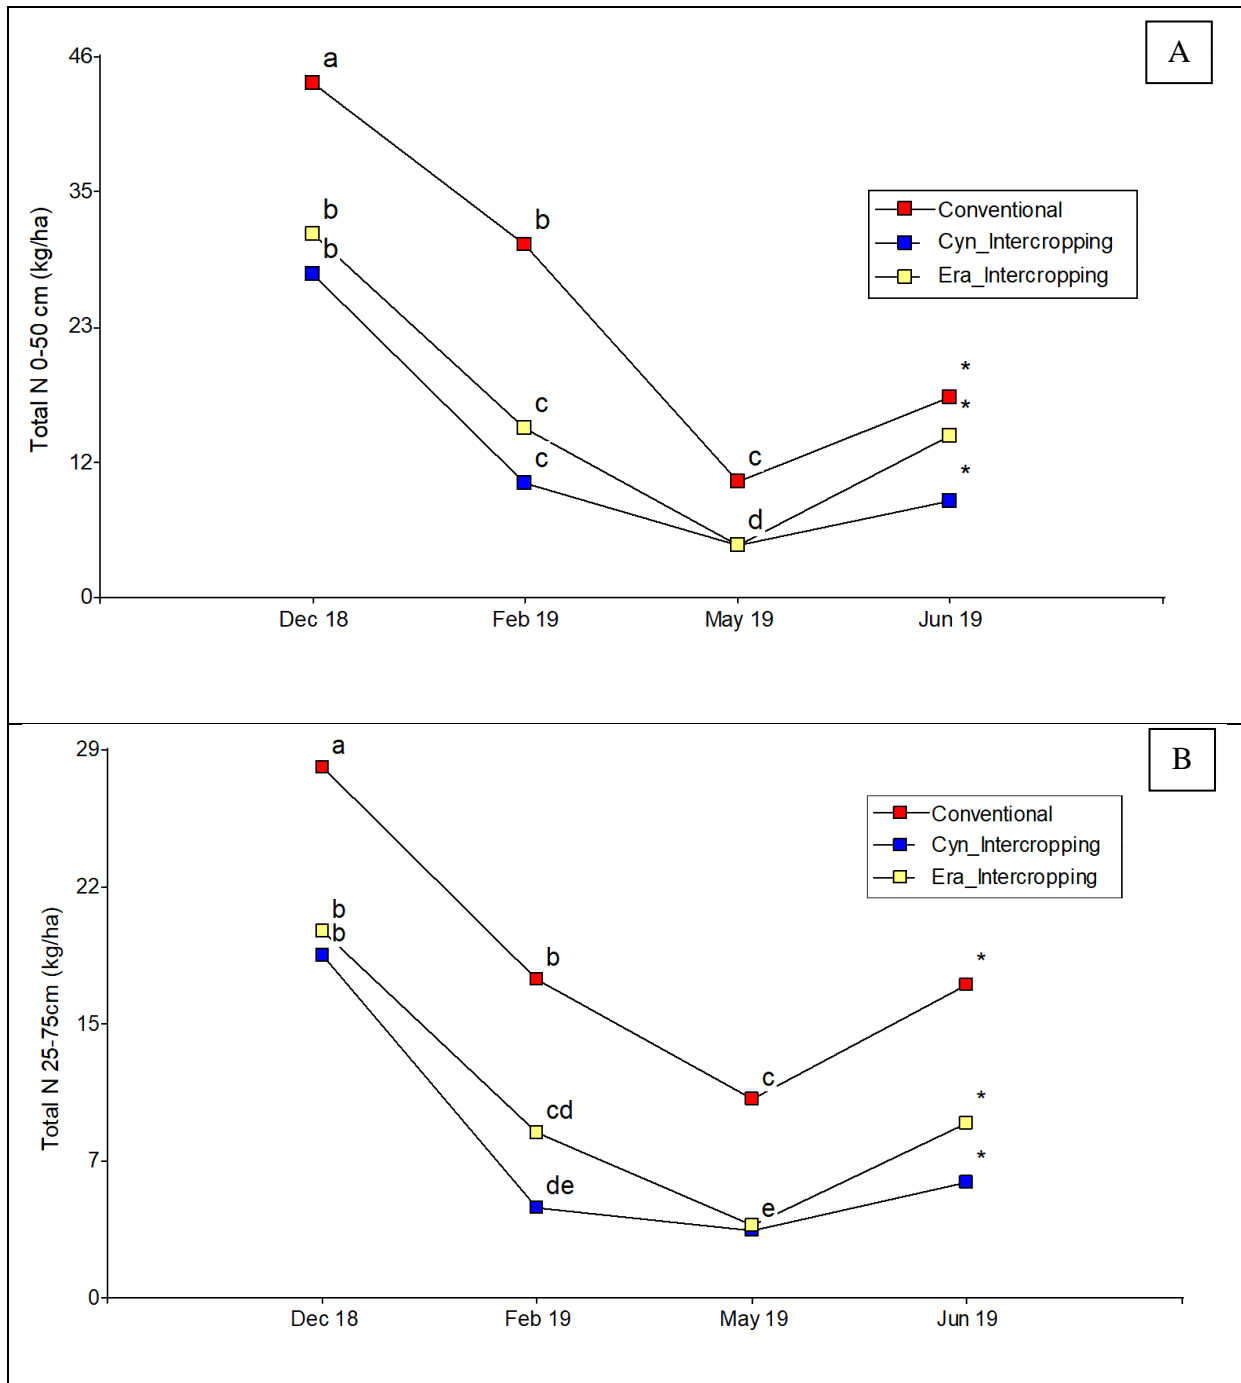 A
46
35
23
12
0
Total N 0-50 cm (kg/ha)
a
b
b
b
c
c
c
d
*
*
*
Conventional
Cyn_Intercropping
Era_Intercropping
Dec 18 Feb 19 May 19 Jun 19
B
29
22
15
7
0
Total N 25-75cm (kg/ha)
a
b
b
b
cd
de
c
e
*
*
*
Conventional
Cyn_Intercropping
Era_Intercropping
Dec 18 Feb 19 May 19 Jun 19